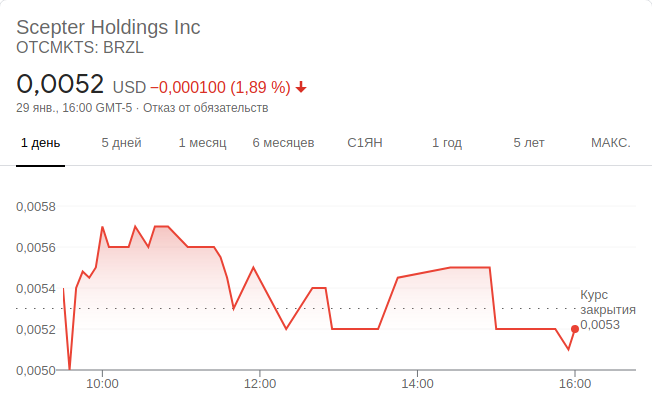 Scepter Holdings Inc
OTCMKTS: BRZL
0,0052 USD −0,000100 (1,89 %)
29 янв., 16:00 GMT-5 · Отказ от обязательств
1 день 5 дней 1 месяц 6 месяцев С1ЯН 1 год 5 лет МАКС.
0,0058
0,0056
0,0054
Курс
закрытия
0,0053
0,0052
0,0050
10:00 12:00 14:00 16:00